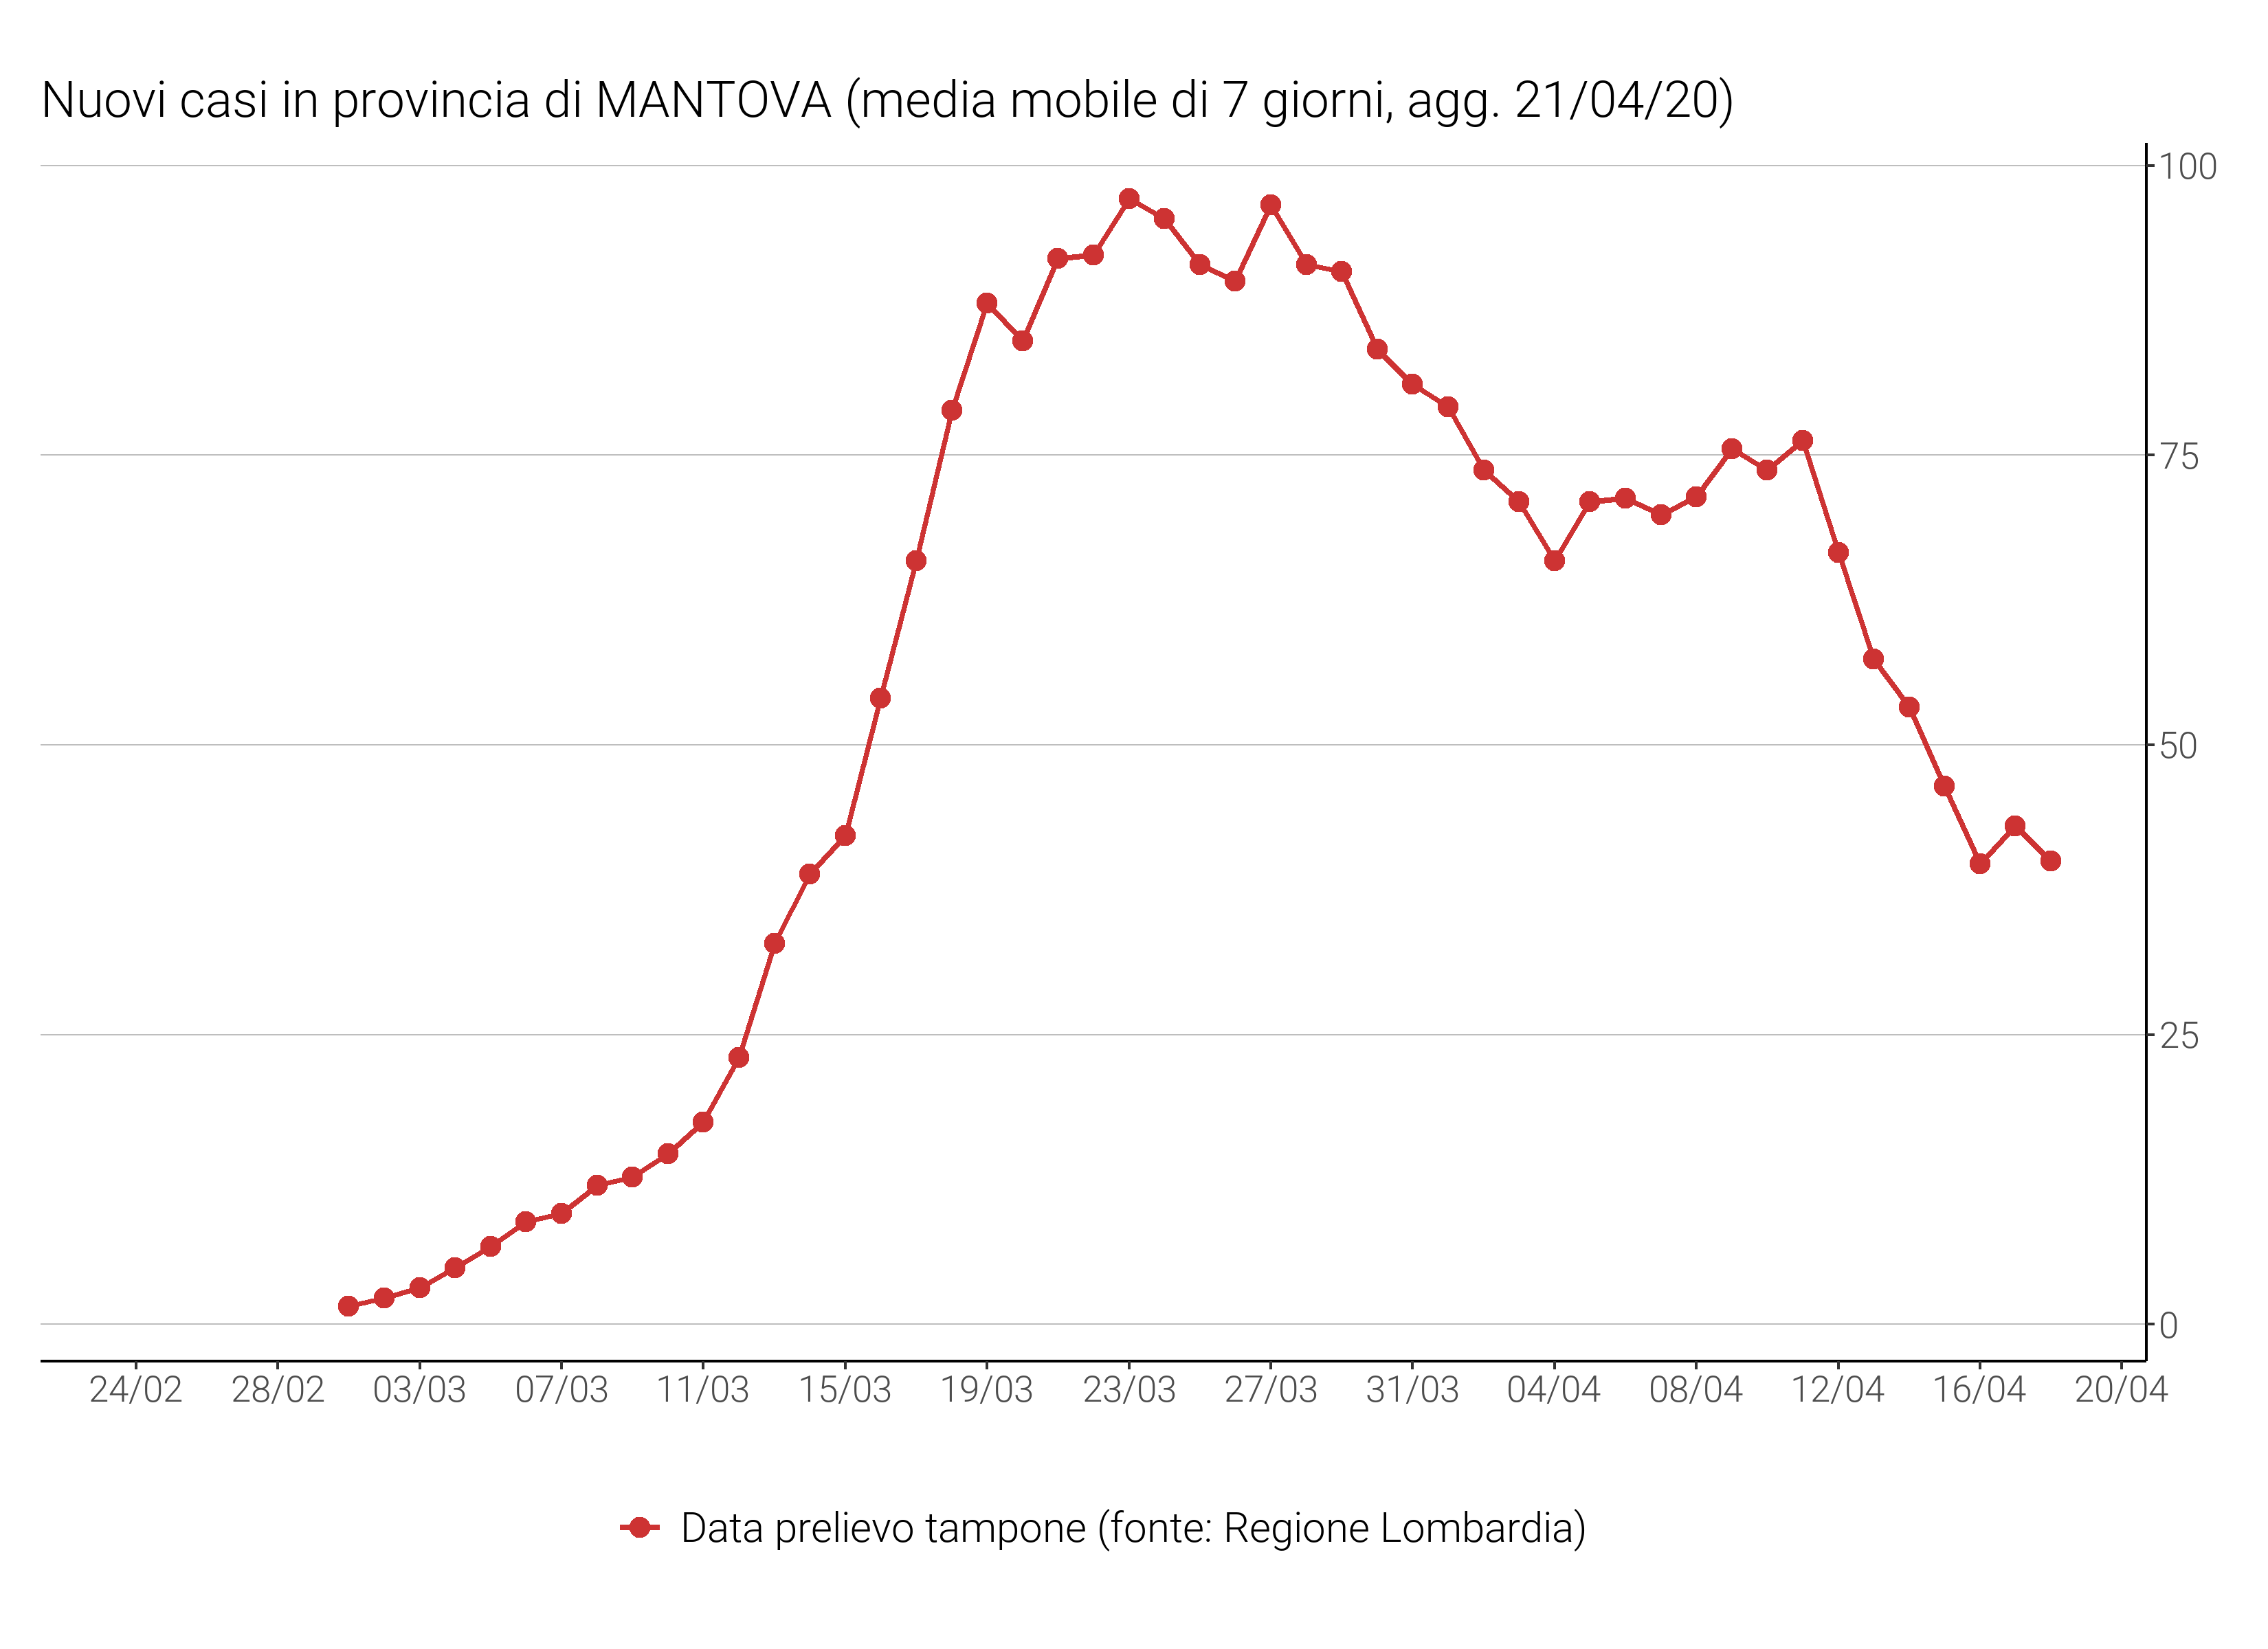 Nuovi casi in provincia di MANTOVA (media mobile di 7 giorni, agg. 21/04/20)
100
75
50
25
0
24/02 28/02 03/03 07/03 11/03 15/03 19/03 23/03 27/03 31/03 04/04 08/04 12/04 16/04 20/04
Data prelievo tampone (fonte: Regione Lombardia)